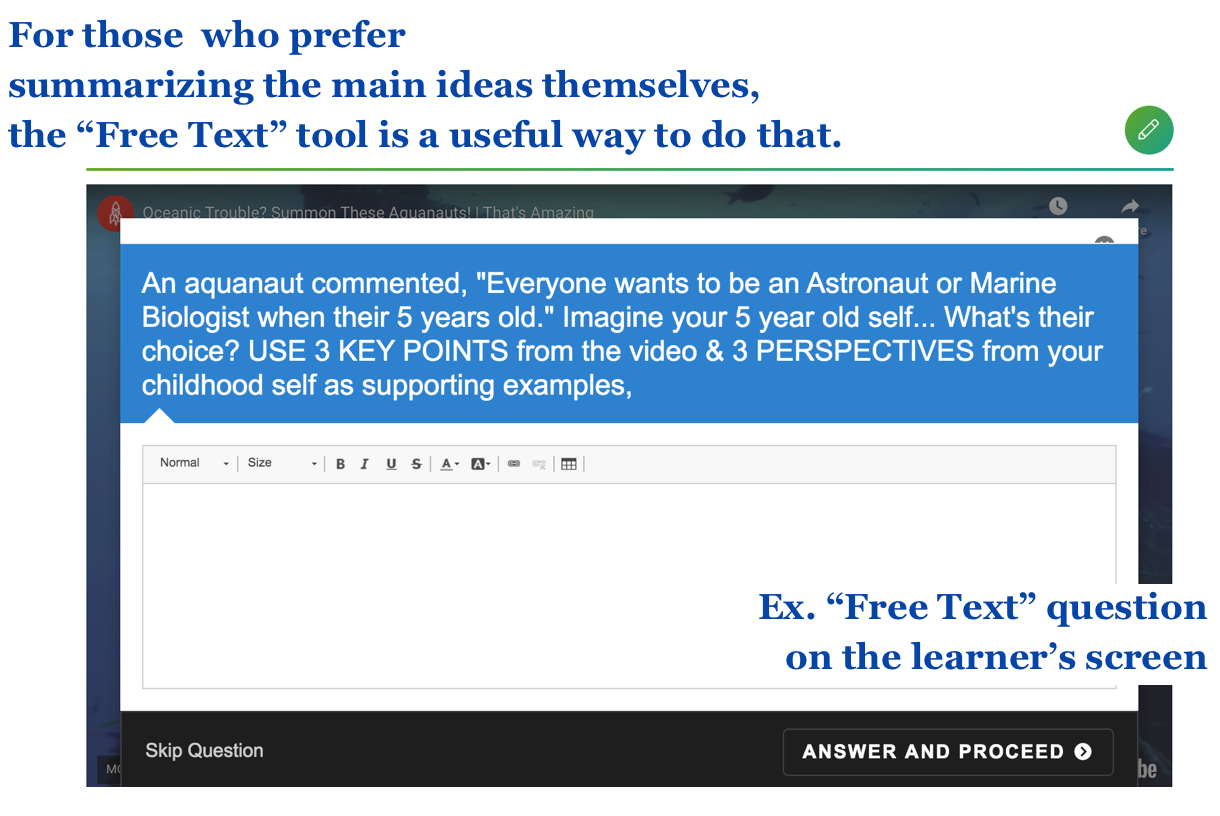 For those who prefer
summarizing the main ideas themselves,
the “Free Text” tool is a useful way to do that.
Oceanic Trouble? Summon These Aquanauts! | That's Amazing
re
An aquanaut commented, "Everyone wants to be an Astronaut or Marine
Biologist when their 5 years old." Imagine your 5 year old self... What's their
choice? USE 3 KEY POINTS from the video & 3 PERSPECTIVES from your
childhood self as supporting examples,
Normal Size B I U S A A
Ex. “Free Text” question
on the learner’s screen
Skip Question ANSWER AND PROCEED
MO be